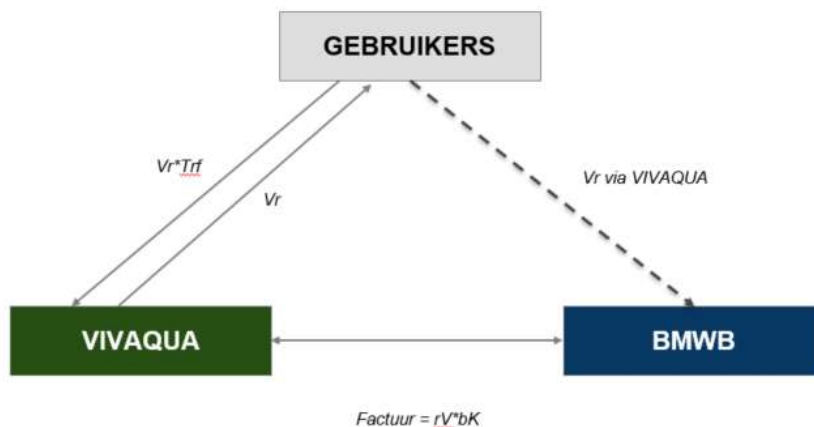 GEBRUIKERS
Vr*Trf
Vr
Vr via VIVAQUA
VIVAQUA
BMWB
Factuur = rV*bK